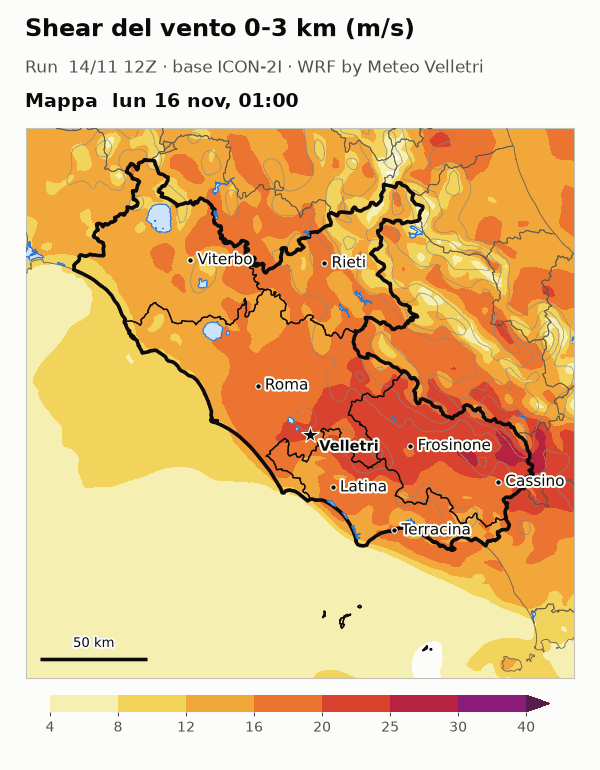 Shear del vento 0-3 km (m/s)
Run  14/11 12Z · base ICON-2I · WRF by Meteo Velletri
Mappa  lun 16 nov, 01:00
Viterbo
Rieti
Roma
Velletri
Frosinone
Latina
Cassino
Terracina
50 km
4 8 12 16 20 25 30 40